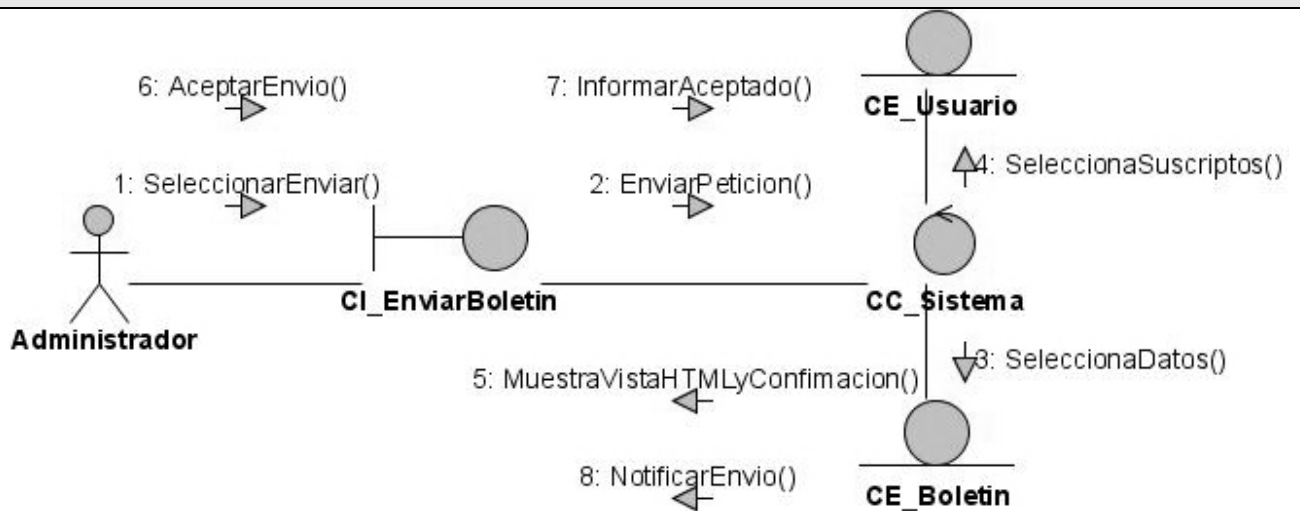 6: AceptarEnvio()
7: InformarAceptado()
CE_Usuario
1: SeleccionarEnviar()
2: EnviarPeticion()
4: SeleccionaSuscriptos()
Administrador
CI_EnviarBoletin
CC_Sistema
5: MuestraVistaHTMLyConfimacion()
3: SeleccionaDatos()
8: NotificarEnvio()
CE_Boletin